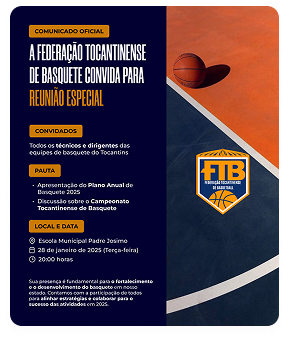 COMUNICADO OFICIAL
A FEDERAÇÃO TOCANTINENSE
DE BASQUETE CONVIDA PARA
REUNIÃO ESPECIAL
CONVIDADOS
Todos os técnicos e dirigentes das
equipes de basquete do Tocantins
PAUTA
• Apresentação do Plano Anual de
Basquete 2025
• Discussão sobre o Campeonato
Tocantinense de Basquete
LOCAL E DATA
Escola Municipal Padre Josimo
28 de janeiro de 2025 (Terça-feira)
20:00 horas
Sua presença é fundamental para o fortalecimento
e o desenvolvimento do basquete em nosso
estado. Contamos com a participação de todos
para alinhar estratégias e colaborar para o
sucesso das atividades em 2025.
FTB
FEDERAÇÃO TOCANTINENSE
DE BASKETBALL